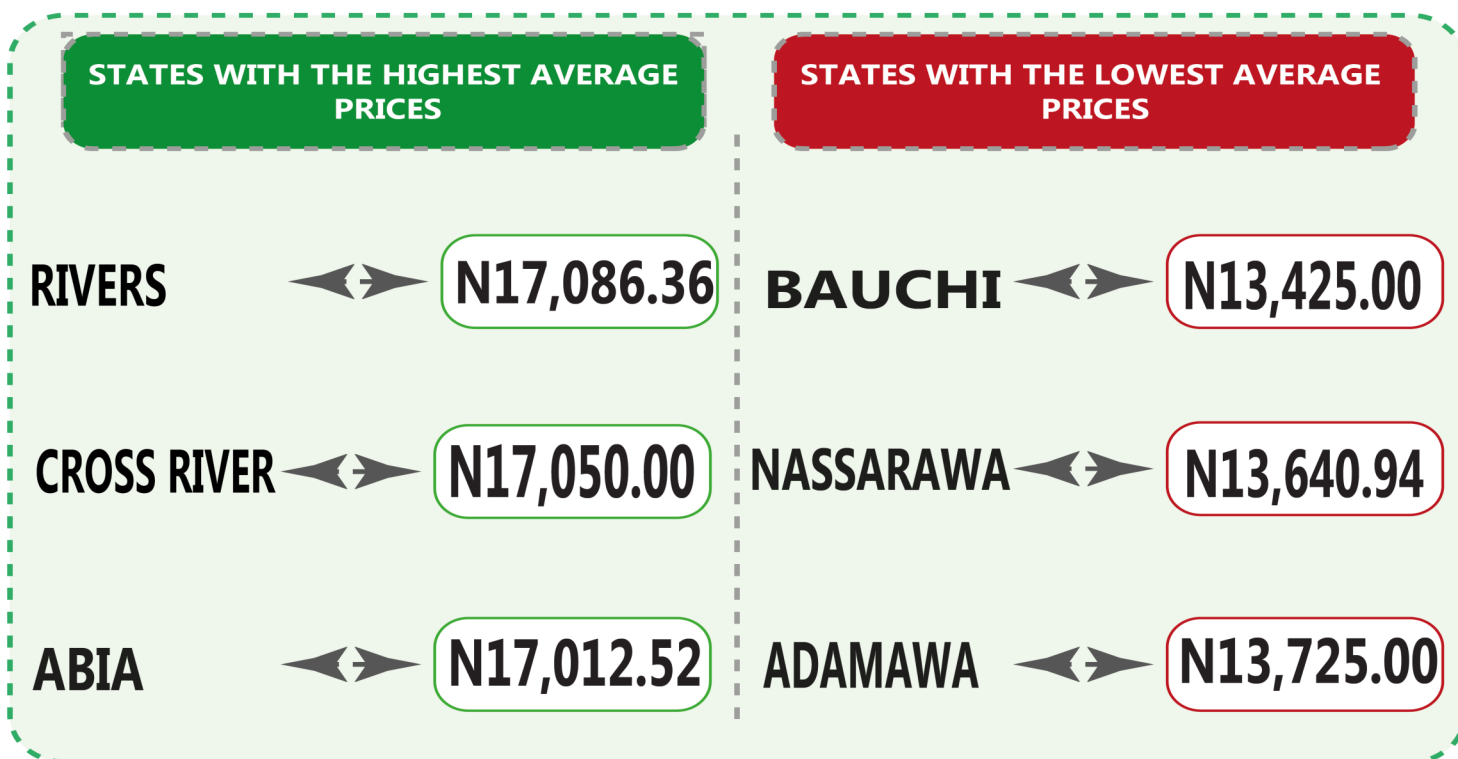 STATES WITH THE HIGHEST AVERAGE
PRICES
RIVERS N17,086.36
CROSS RIVER N17,050.00
ABIA N17,012.52
STATES WITH THE LOWEST AVERAGE
PRICES
BAUCHI N13,425.00
NASSARAWA N13,640.94
ADAMAWA N13,725.00